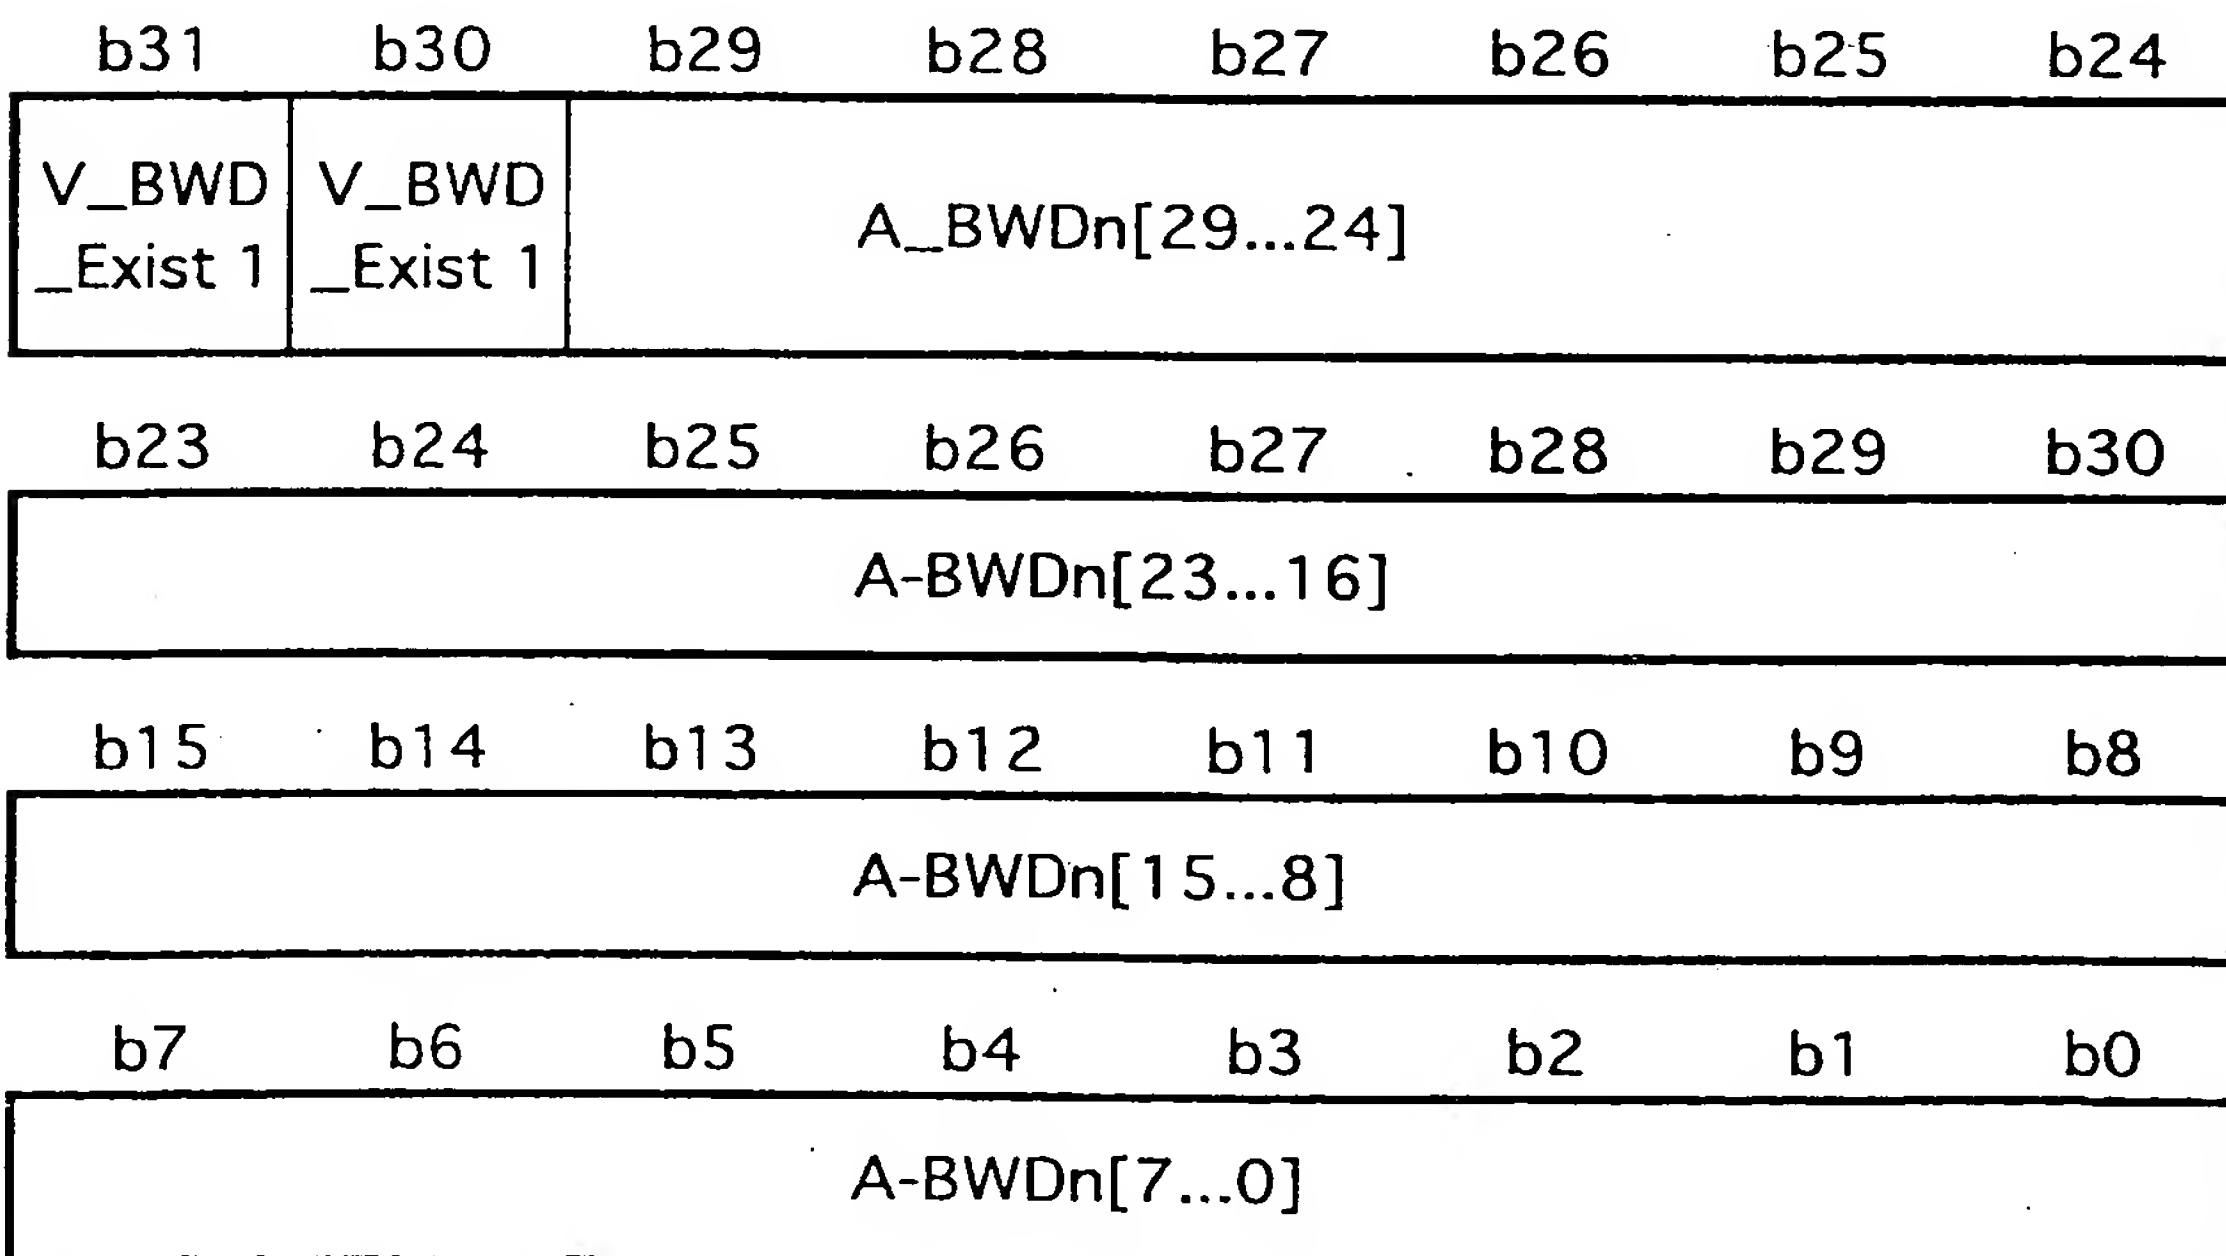 b31 b30 b29 b28 b27 b26 b25 b24
V_BWD V_BWD
_Exist 1 _Exist 1
A_BWDn[29...24]
b23 b24 b25 b26 b27 b28 b29 b30
A-BWDn[23...16]
b15 b14 b13 b12 b11 b10 b9 b8
A-BWDn[15...8]
b7 b6 b5 b4 b3 b2 b1 b0
A-BWDn[7...0]